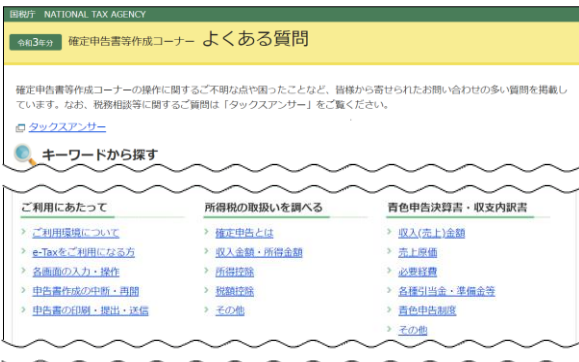 国税庁 NATIONAL TAX AGENCY
令和3年分 確定申告書等作成コーナー よくある質問
確定申告書等作成コーナーの操作に関するご不明な点や困ったことなど、皆様から寄せられたお問い合わせの多い質問を掲載し
ています。なお、税務相談等に関するご質問は「タックスアンサー」をご覧ください。
タックスアンサー
キーワードから探す
ご利用にあたって 所得税の取扱いを調べる 青色申告決算書・収支内訳書
ご利用環境について 確定申告とは 収入(売上)金額
e-Taxをご利用になる方 収入金額・所得金額 売上原価
各画面の入力・操作 所得控除 必要経費
申告書作成の中断・再開 税額控除 各種引当金・準備金等
申告書の印刷・提出・送信 その他 青色申告制度
その他